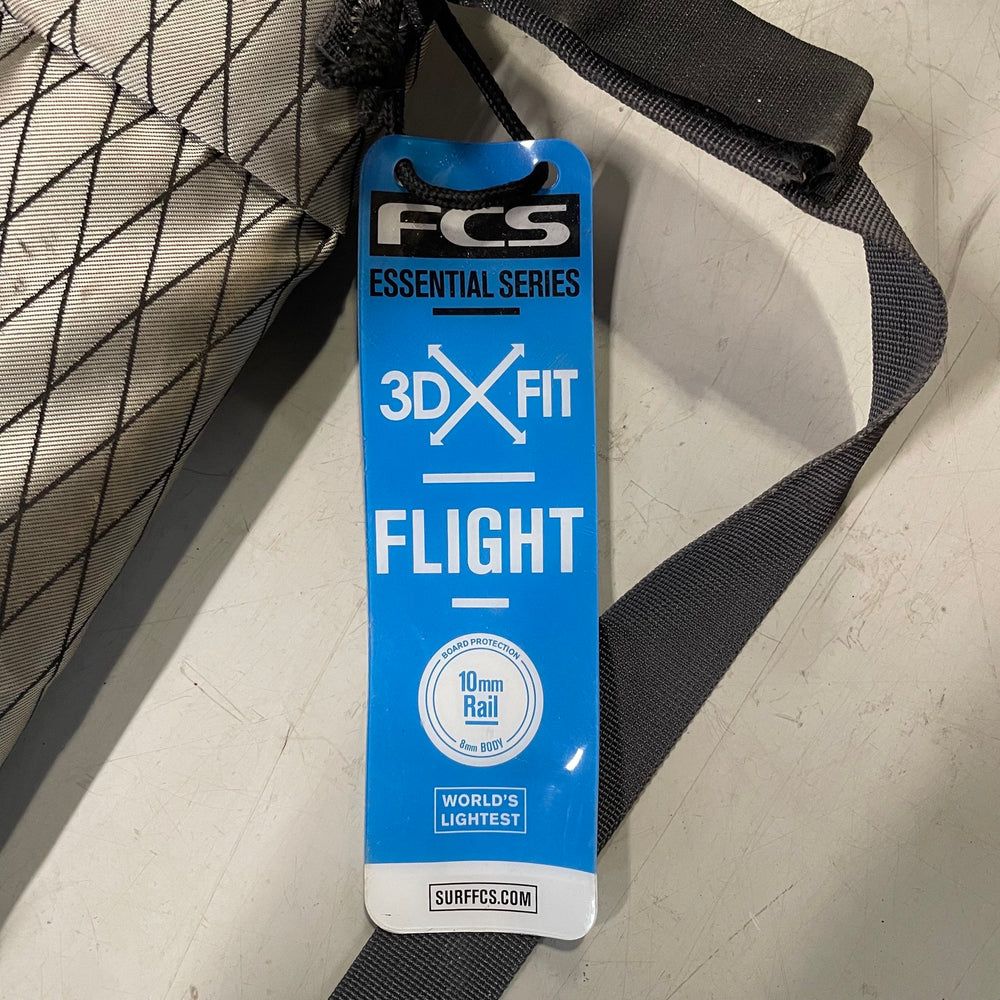 FCS
ESSENTIAL SERIES
3D FIT
FLIGHT
BOARD PROTECTION
10mm
Rail
8mm BODY
WORLD'S
LIGHTEST
SURFFCS.COM